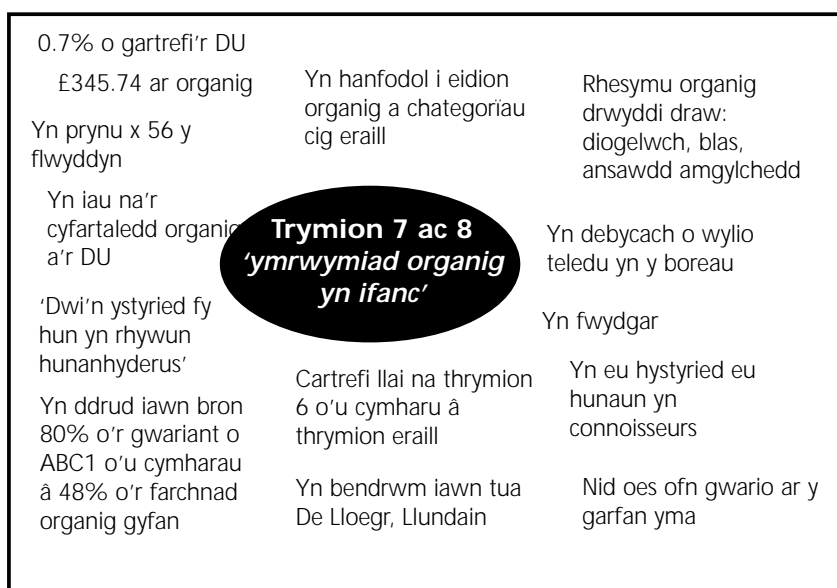 0.7% o gartrefi'r DU
£345.74 ar organig
Yn prynu x 56 y
flwyddyn
Yn iau na'r
cyfartaledd organig
a'r DU
'Dwi'n ystyried fy
hun yn rhywun
hunanhyderus'
Yn ddrud iawn bron
80% o'r gwariant o
ABC1 o'u cymharau
â 48% o'r farchnad
organig gyfan
Yn hanfodol i eidion
organig a chategorïau
cig eraill
Trymion 7 ac 8
'ymrwymiad organig
yn ifanc'
Cartrefi llai na thrymion
6 o'u cymharu â
thrymion eraill
Yn bendrwm iawn tua
De Lloegr, Llundain
Rhesymu organig
drwyddi draw:
diogelwch, blas,
ansawdd amgylchedd
Yn debycach o wylio
teledu yn y boreau
Yn fwydgar
Yn eu hystyried eu
hunaun yn
connoisseurs
Nid oes ofn gwario ar y
garfan yma